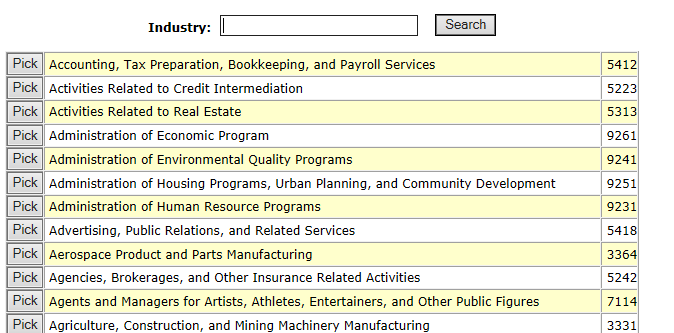 Industry: Search
Pick Accounting, Tax Preparation, Bookkeeping, and Payroll Services 5412
Pick Activities Related to Credit Intermediation 5223
Pick Activities Related to Real Estate 5313
Pick Administration of Economic Program 9261
Pick Administration of Environmental Quality Programs 9241
Pick Administration of Housing Programs, Urban Planning, and Community Development 9251
Pick Administration of Human Resource Programs 9231
Pick Advertising, Public Relations, and Related Services 5418
Pick Aerospace Product and Parts Manufacturing 3364
Pick Agencies, Brokerages, and Other Insurance Related Activities 5242
Pick Agents and Managers for Artists, Athletes, Entertainers, and Other Public Figures 7114
Pick Agriculture, Construction, and Mining Machinery Manufacturing 3331